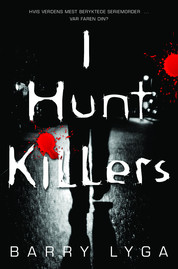 HVIS VERDENS MEST BERYKTEDE SERIEMORDER ...
VAR FAREN DIN?
I
Hunt
Killers
BARRY LYGA